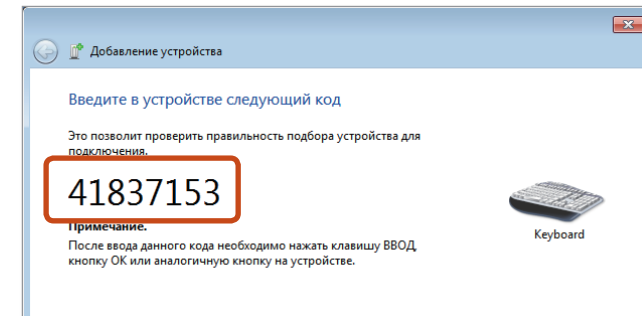 Добавление устройства
Введите в устройстве следующий код
Это позволит проверить правильность подбора устройства для
подключения.
41837153
Примечание.
После ввода данного кода необходимо нажать клавишу ВВОД,
кнопку ОК или аналогичную кнопку на устройстве.
Keyboard